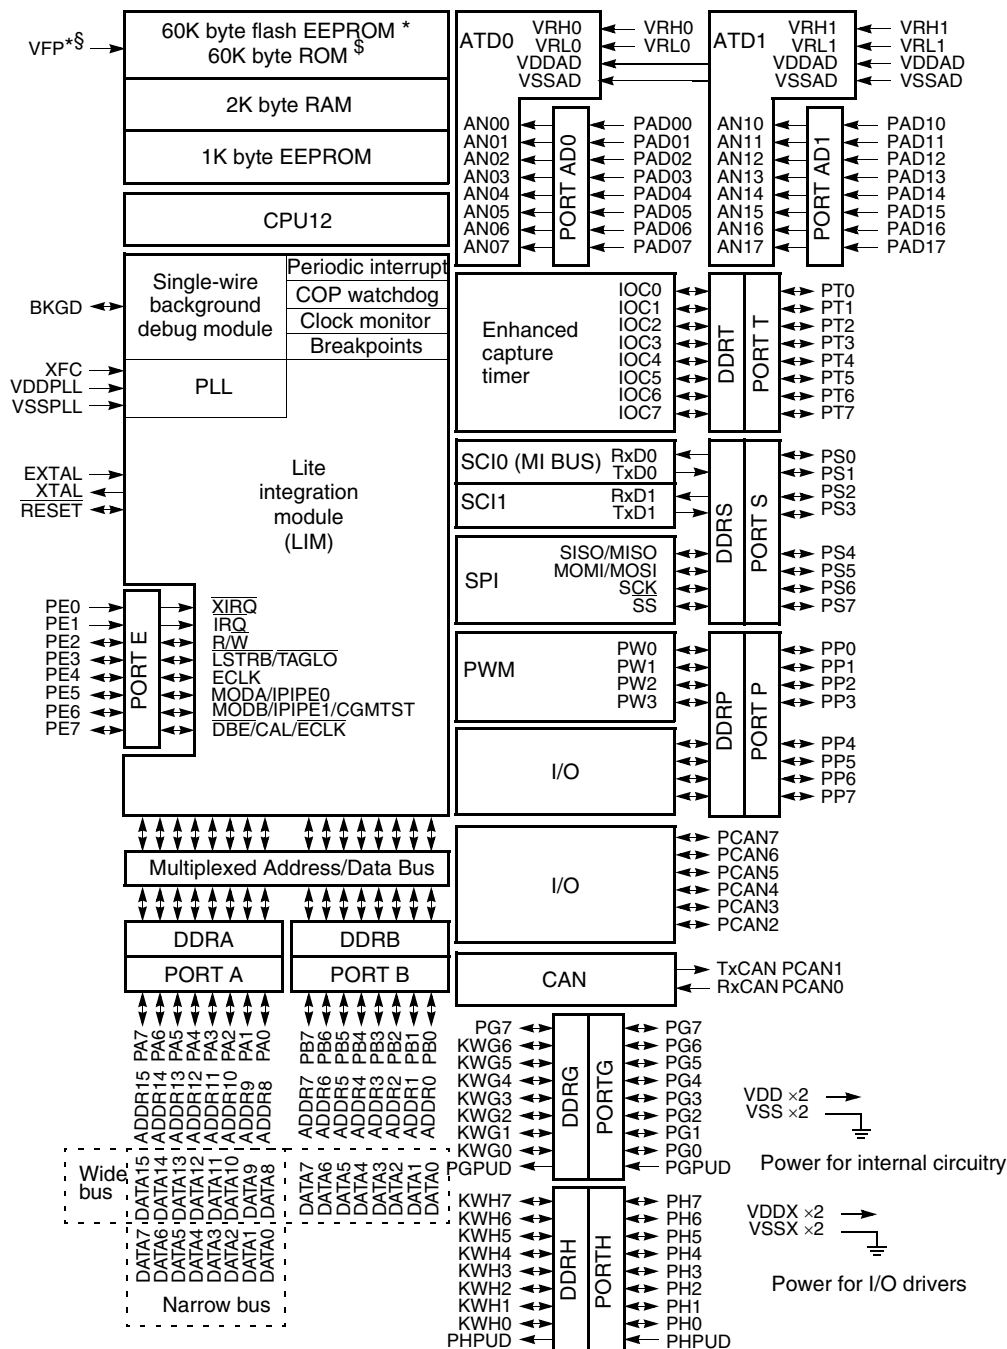 VFP*§
60K byte flash EEPROM *
60K byte ROM $
2K byte RAM
1K byte EEPROM
CPU12
BKGD
Single-wire
background
debug module
Periodic interrupt
COP watchdog
Clock monitor
Breakpoints
XFC
VDDPLL
VSSPLL
PLL
EXTAL
XTAL
RESET
Lite
integration
module
(LIM)
PE0
PE1
PE2
PE3
PE4
PE5
PE6
PE7
PORT E
XIRQ
IRQ
R/W
LSTRB/TAGLO
ECLK
MODA/IPIPE0
MODB/IPIPE1/CGMTST
DBE/CAL/ECLK
Multiplexed Address/Data Bus
DDRA
PORT A
DDRB
PORT B
PA7
PA6
PA5
PA4
PA3
PA2
PA1
PA0
PB7
PB6
PB5
PB4
PB3
PB2
PB1
PB0
ADDR15
ADDR14
ADDR13
ADDR12
ADDR11
ADDR10
ADDR9
ADDR8
ADDR7
ADDR6
ADDR5
ADDR4
ADDR3
ADDR2
ADDR1
ADDR0
Wide
bus
DATA15
DATA14
DATA13
DATA12
DATA11
DATA10
DATA9
DATA8
DATA7
DATA6
DATA5
DATA4
DATA3
DATA2
DATA1
DATA0
DATA7
DATA6
DATA5
DATA4
DATA3
DATA2
DATA1
DATA0
Narrow bus
ATD0
VRH0
VRL0
VDDAD
VSSAD
VRH0
VRL0
AN00
AN01
AN02
AN03
AN04
AN05
AN06
AN07
PORT AD0
PAD00
PAD01
PAD02
PAD03
PAD04
PAD05
PAD06
PAD07
ATD1
VRH1
VRL1
VDDAD
VSSAD
VRH1
VRL1
VDDAD
VSSAD
AN10
AN11
AN12
AN13
AN14
AN15
AN16
AN17
PORT AD1
PAD10
PAD11
PAD12
PAD13
PAD14
PAD15
PAD16
PAD17
Enhanced
capture
timer
IOC0
IOC1
IOC2
IOC3
IOC4
IOC5
IOC6
IOC7
DDRT
PORT T
PT0
PT1
PT2
PT3
PT4
PT5
PT6
PT7
SCI0 (MI BUS)
RxD0
TxD0
SCI1
RxD1
TxD1
SPI
SISO/MISO
MOMI/MOSI
SCK
SS
DDRS
PORT S
PS0
PS1
PS2
PS3
PS4
PS5
PS6
PS7
PWM
PW0
PW1
PW2
PW3
I/O
DDRP
PORT P
PP0
PP1
PP2
PP3
PP4
PP5
PP6
PP7
I/O
PCAN7
PCAN6
PCAN5
PCAN4
PCAN3
PCAN2
CAN
TxCAN PCAN1
RxCAN PCAN0
PG7
KWG6
KWG5
KWG4
KWG3
KWG2
KWG1
KWG0
PGPUD
DDRG
PORTG
PG7
PG6
PG5
PG4
PG3
PG2
PG1
PG0
PGPUD
KWH7
KWH6
KWH5
KWH4
KWH3
KWH2
KWH1
KWH0
PHPUD
DDRH
PORTH
PH7
PH6
PH5
PH4
PH3
PH2
PH1
PH0
PHPUD
VDD ×2
VSS ×2
Power for internal circuitry
VDDX ×2
VSSX ×2
Power for I/O drivers